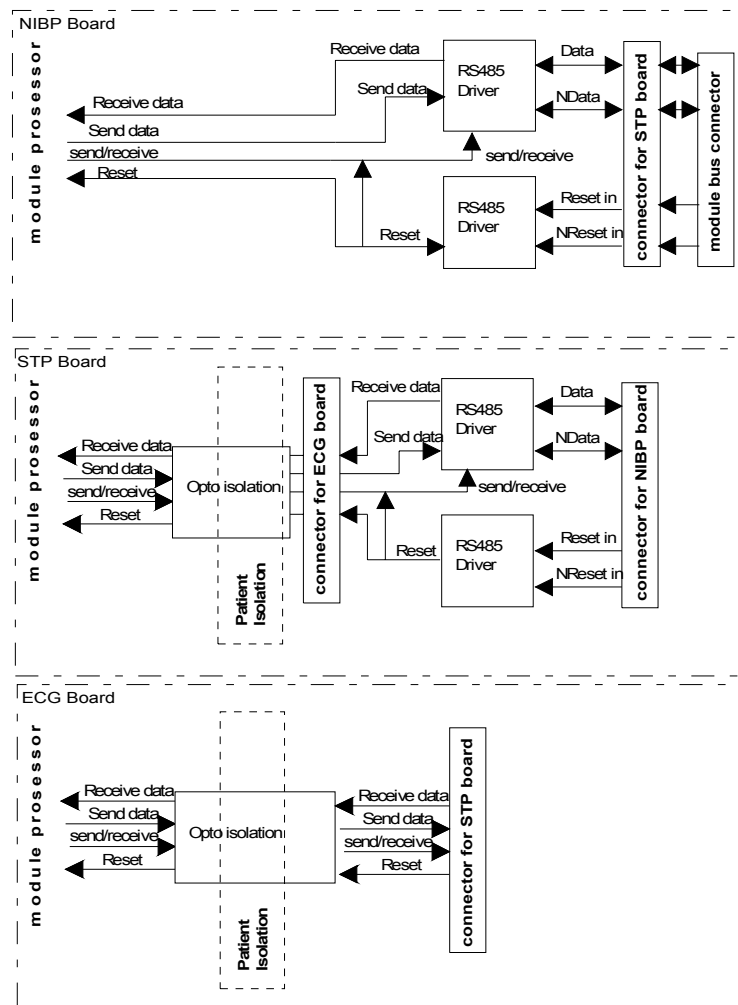 NIBP Board
module prosessor
Receive data
Receive data
Send data
Send data
send/receive
send/receive
Reset
Reset
RS485
Driver
RS485
Driver
Data
NData
Reset in
NReset in
connector for STP board
module bus connector
STP Board
module prosessor
Receive data
Send data
send/receive
Reset
Opto isolation
Patient
Isolation
connector for ECG board
Receive data
Send data
send/receive
Reset
RS485
Driver
RS485
Driver
Data
NData
Reset in
NReset in
connector for NIBP board
ECG Board
module prosessor
Receive data
Send data
send/receive
Reset
Opto isolation
Patient
Isolation
Receive data
Send data
send/receive
Reset
connector for STP board